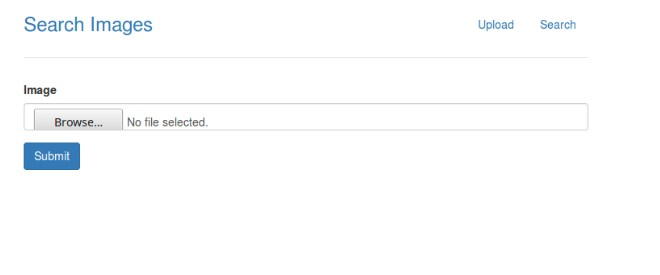 Search Images
Upload Search
Image
Browse... No file selected.
Submit